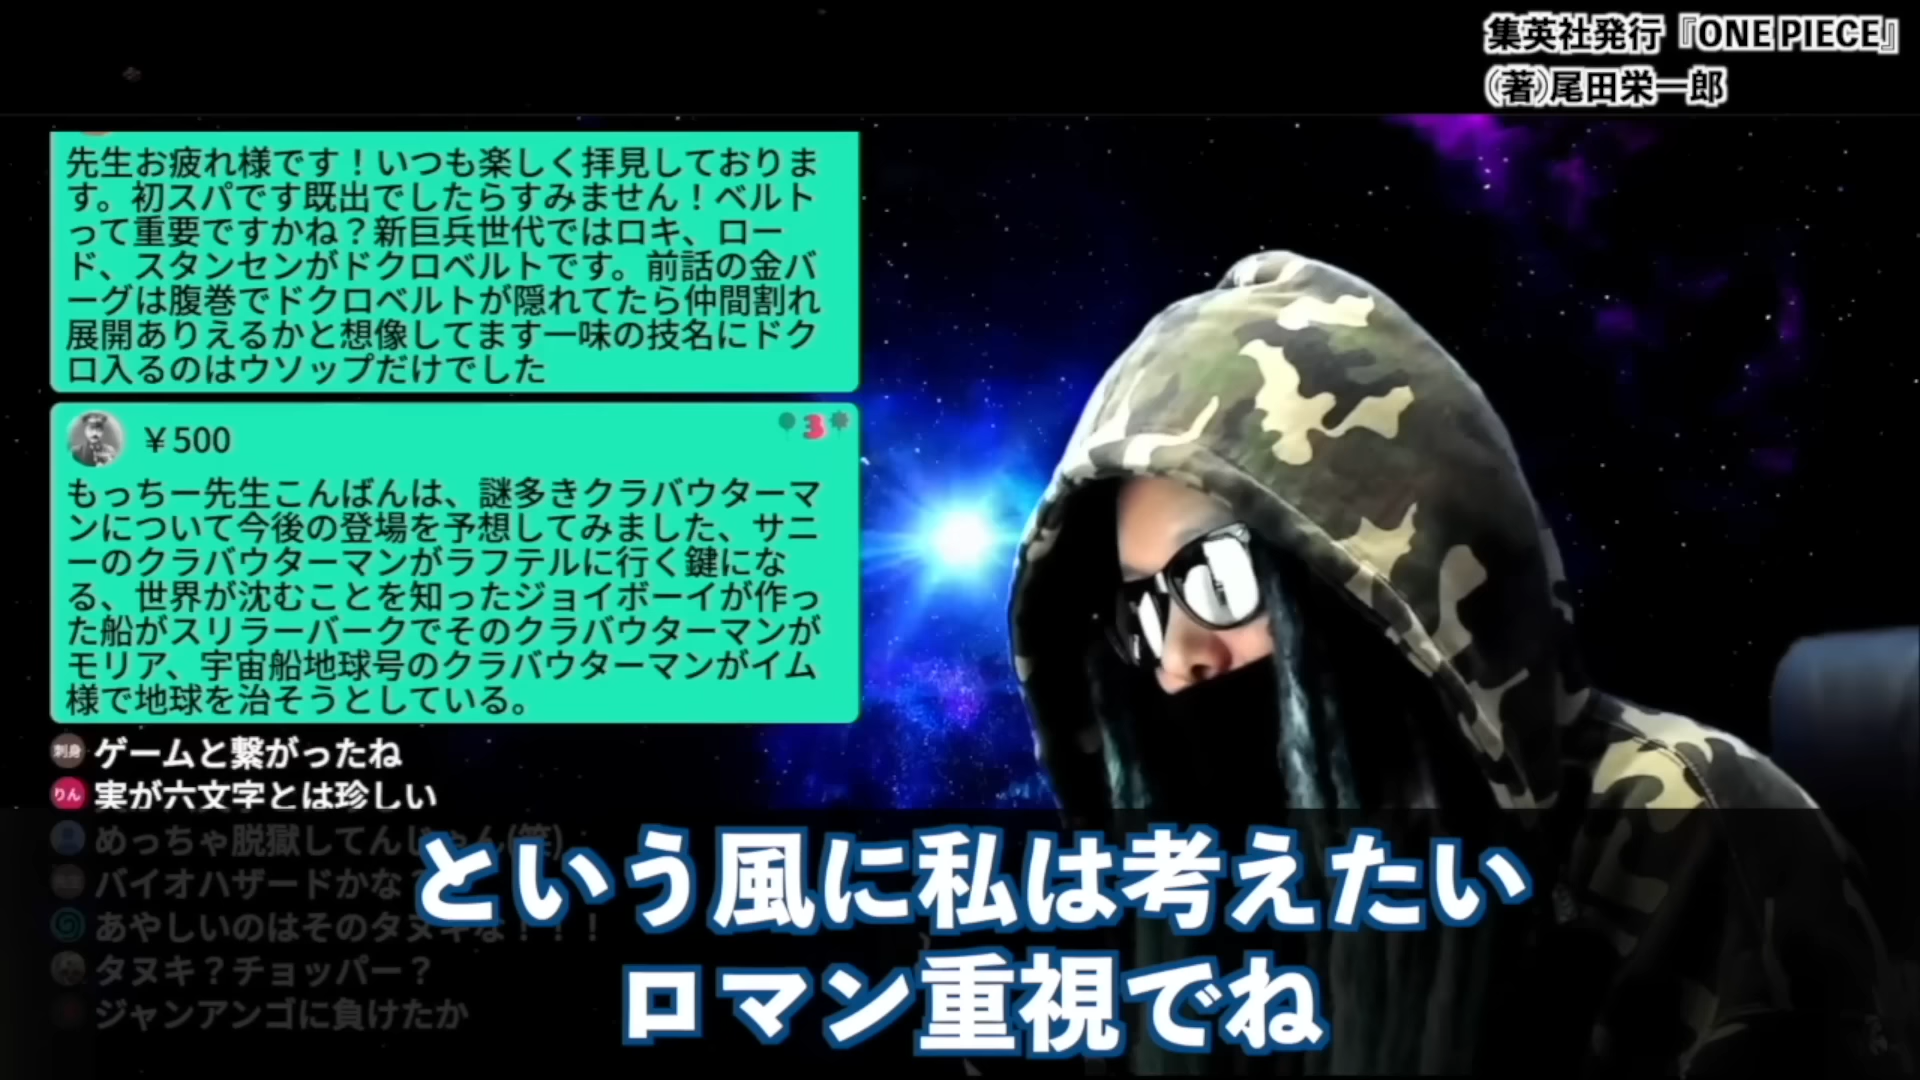 集英社発行『ONE PIECE』
(著)尾田栄一郎
先生お疲れ様です！いつも楽しく拝見しておりま
す。初スパです既出でしたらすみません！ベルト
って重要ですかね？新巨兵世代ではロキ、ロー
ド、スタンセンがドクロベルトです。前話の金バ
ーグは腹巻でドクロベルトが隠れてたら仲間割れ
展開ありえるかと想像してます一味の技名にドク
ロ入るのはウソップだけでした
￥500
もっちー先生こんばんは、謎多きクラバウターマ
ンについて今後の登場を予想してみました、サニ
ーのクラバウターマンがラフテルに行く鍵にな
る、世界が沈むことを知ったジョイボーイが作っ
た船がスリラーバークでそのクラバウターマンが
モリア、宇宙船地球号のクラバウターマンがイム
様で地球を治そうとしている。
刺身 ゲームと繋がったね
りん 実が六文字とは珍しい
めっちゃ脱獄してんじゃん(笑)
バイオハザードかな？
あやしいのはそのタヌキな！！！
タヌキ？チョッパー？
ジャンアンゴに負けたか
という風に私は考えたい
ロマン重視でね